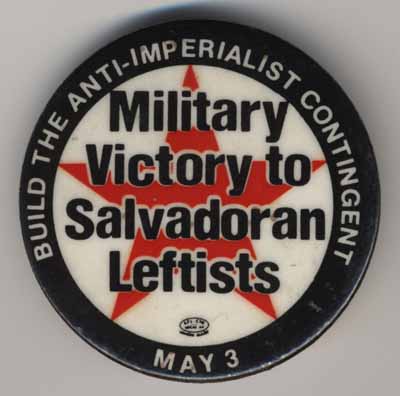 BUILD THE ANTI-IMPERIALIST CONTINGENT
Military
Victory to
Salvadoran
Leftists
MAY 3